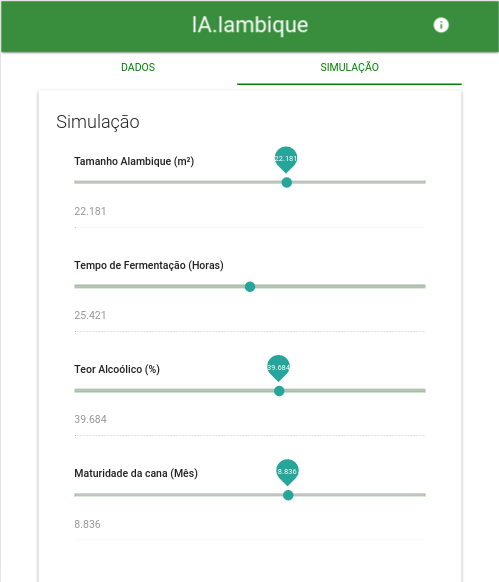 IA.lambique
DADOS
SIMULAÇÃO
Simulação
Tamanho Alambique (m²)
22.181
22.181
Tempo de Fermentação (Horas)
25.421
Teor Alcoólico (%)
39.684
39.684
Maturidade da cana (Mês)
8.836
8.836